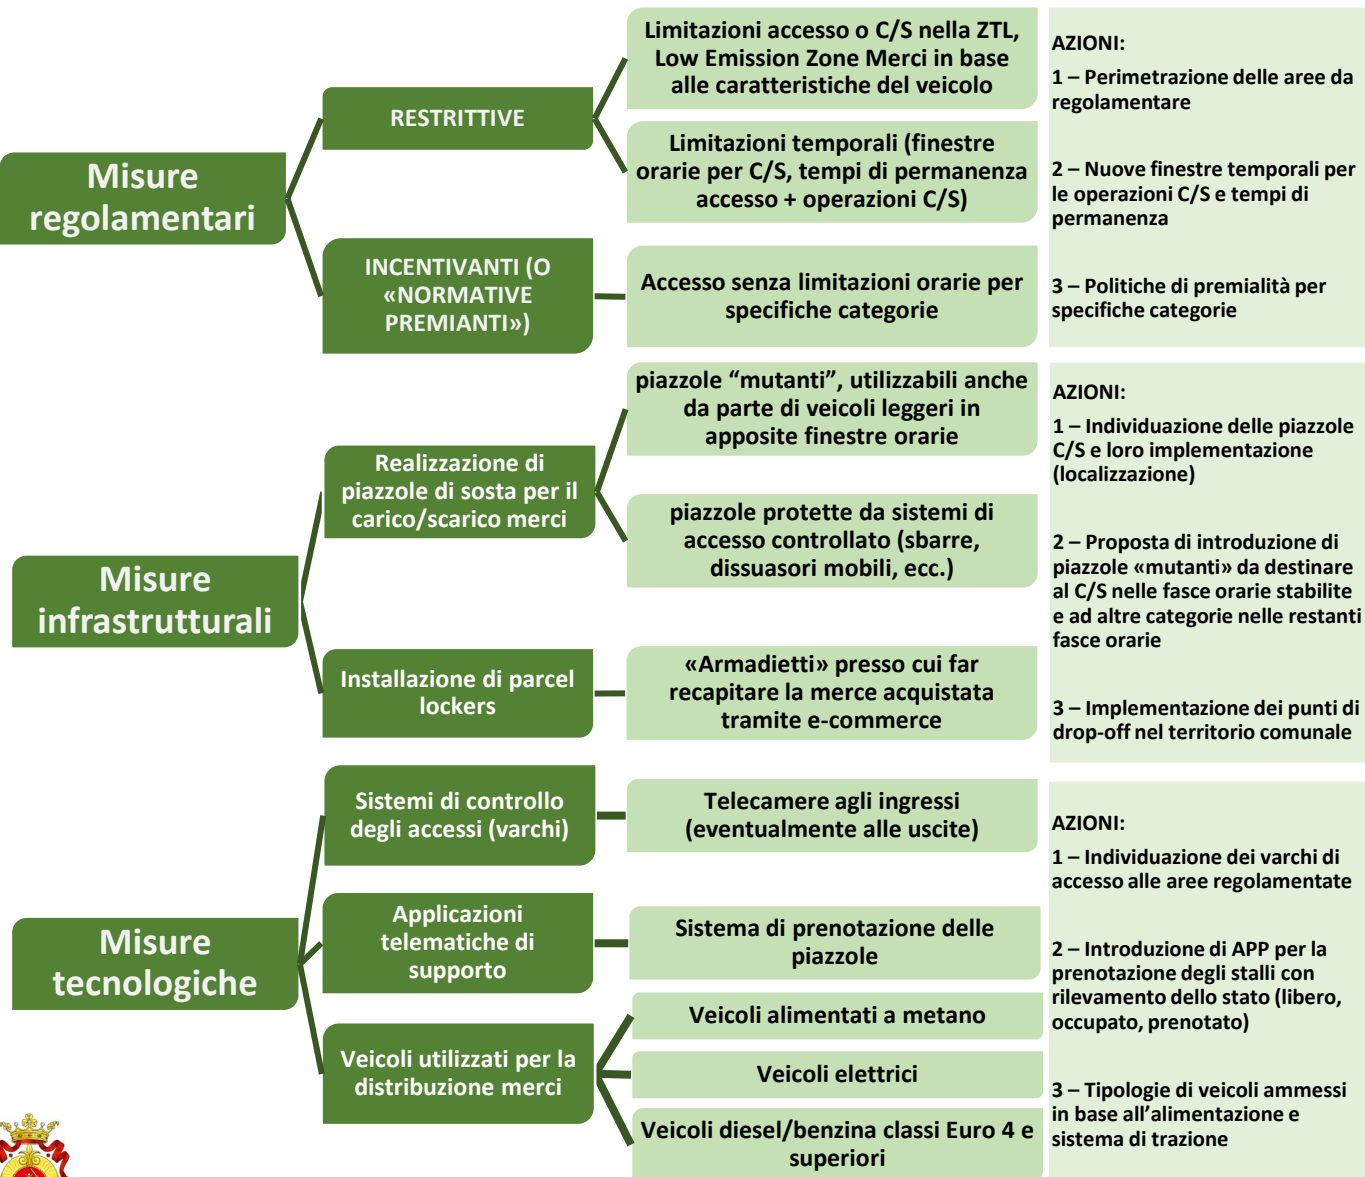 Misure
regolamentari
RESTRITTIVE
Limitazioni accesso o C/S nella ZTL,
Low Emission Zone Merci in base
alle caratteristiche del veicolo
Limitazioni temporali (finestre
orarie per C/S, tempi di permanenza
accesso + operazioni C/S)
INCENTIVANTI (O
«NORMATIVE
PREMIANTI»)
Accesso senza limitazioni orarie per
specifiche categorie
AZIONI:
1 – Perimetrazione delle aree da
regolamentare
2 – Nuove finestre temporali per
le operazioni C/S e tempi di
permanenza
3 – Politiche di premialità per
specifiche categorie
Misure
infrastrutturali
Realizzazione di
piazzole di sosta per il
carico/scarico merci
piazzole “mutanti”, utilizzabili anche
da parte di veicoli leggeri in
apposite finestre orarie
piazzole protette da sistemi di
accesso controllato (sbarre,
dissuasori mobili, ecc.)
Installazione di parcel
lockers
«Armadietti» presso cui far
recapitare la merce acquistata
tramite e-commerce
AZIONI:
1 – Individuazione delle piazzole
C/S e loro implementazione
(localizzazione)
2 – Proposta di introduzione di
piazzole «mutanti» da destinare
al C/S nelle fasce orarie stabilite
e ad altre categorie nelle restanti
fasce orarie
3 – Implementazione dei punti di
drop-off nel territorio comunale
Misure
tecnologiche
Sistemi di controllo
degli accessi (varchi)
Telecamere agli ingressi
(eventualmente alle uscite)
Applicazioni
telematiche di
supporto
Sistema di prenotazione delle
piazzole
Veicoli utilizzati per la
distribuzione merci
Veicoli alimentati a metano
Veicoli elettrici
Veicoli diesel/benzina classi Euro 4 e
superiori
AZIONI:
1 – Individuazione dei varchi di
accesso alle aree regolamentate
2 – Introduzione di APP per la
prenotazione degli stalli con
rilevamento dello stato (libero,
occupato, prenotato)
3 – Tipologie di veicoli ammessi
in base all’alimentazione e
sistema di trazione